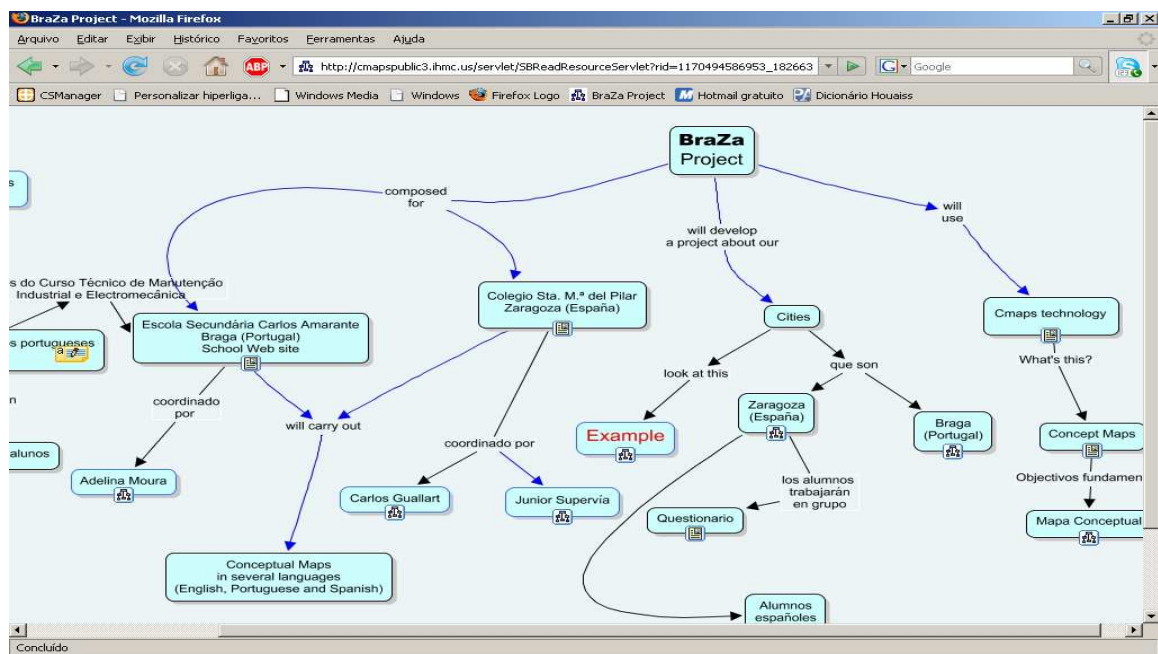 BraZa Project - Mozilla Firefox
Arquivo Editar Exibir Histórico Favoritos Ferramentas Ajuda
ABP http://cmapspublic3.ihmc.us/servlet/SBReadResourceServlet?rid=1170494586953_182663 G Google
CSManager Personalizar hiperliga... Windows Media Windows Firefox Logo BraZa Project Hotmail gratuito Dicionário Houaiss
BraZa
Project
s
composed
for
will
use
will develop
a project about our
s do Curso Técnico de Manutenção
Industrial e Electromecânica
Colegio Sta. M.ª del Pilar
Zaragoza (España)
Cities
Cmaps technology
Escola Secundária Carlos Amarante
Braga (Portugal)
School Web site
s portugueses
What's this?
look at this
que son
n
coordinado
por
will carry out
Zaragoza
(España)
Braga
(Portugal)
Example
Concept Maps
alunos
coordinado por
Adelina Moura
Carlos Guallart
Junior Supervía
los alumnos
trabajarán
en grupo
Objectivos fundamen
Questionario
Mapa Conceptual
Conceptual Maps
in several languages
(English, Portuguese and Spanish)
Alumnos
españoles
Concluído